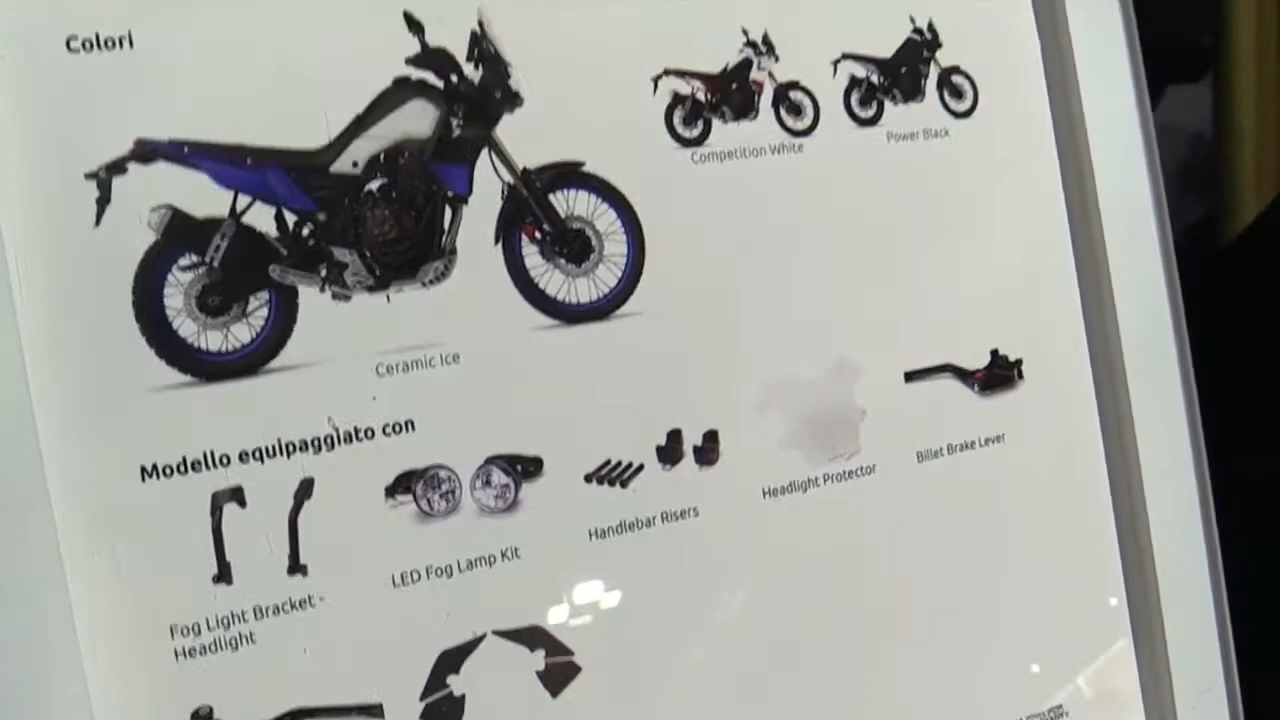 Colori
Competition White
Power Black
Ceramic Ice
Modello equipaggiato con
Fog Light Bracket -
Headlight
LED Fog Lamp Kit
Handlebar Risers
Headlight Protector
Billet Brake Lever